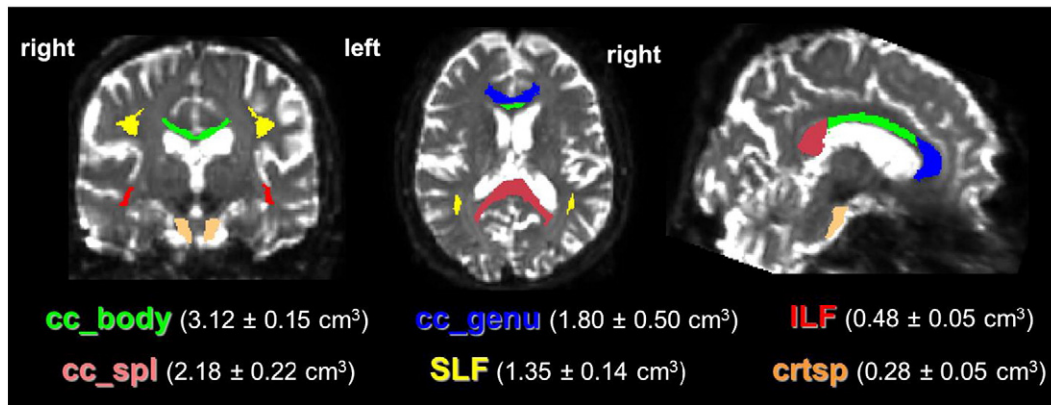 right left right
cc_body (3.12 ± 0.15 cm³) cc_genu (1.80 ± 0.50 cm³) ILF (0.48 ± 0.05 cm³)
cc_spl (2.18 ± 0.22 cm³) SLF (1.35 ± 0.14 cm³) crtsp (0.28 ± 0.05 cm³)